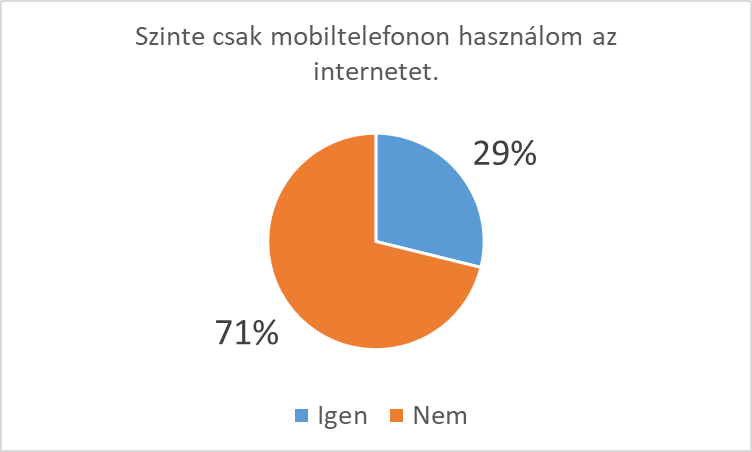 Szinte csak mobiltelefonon használom az
internetet.
29%
71%
Igen Nem